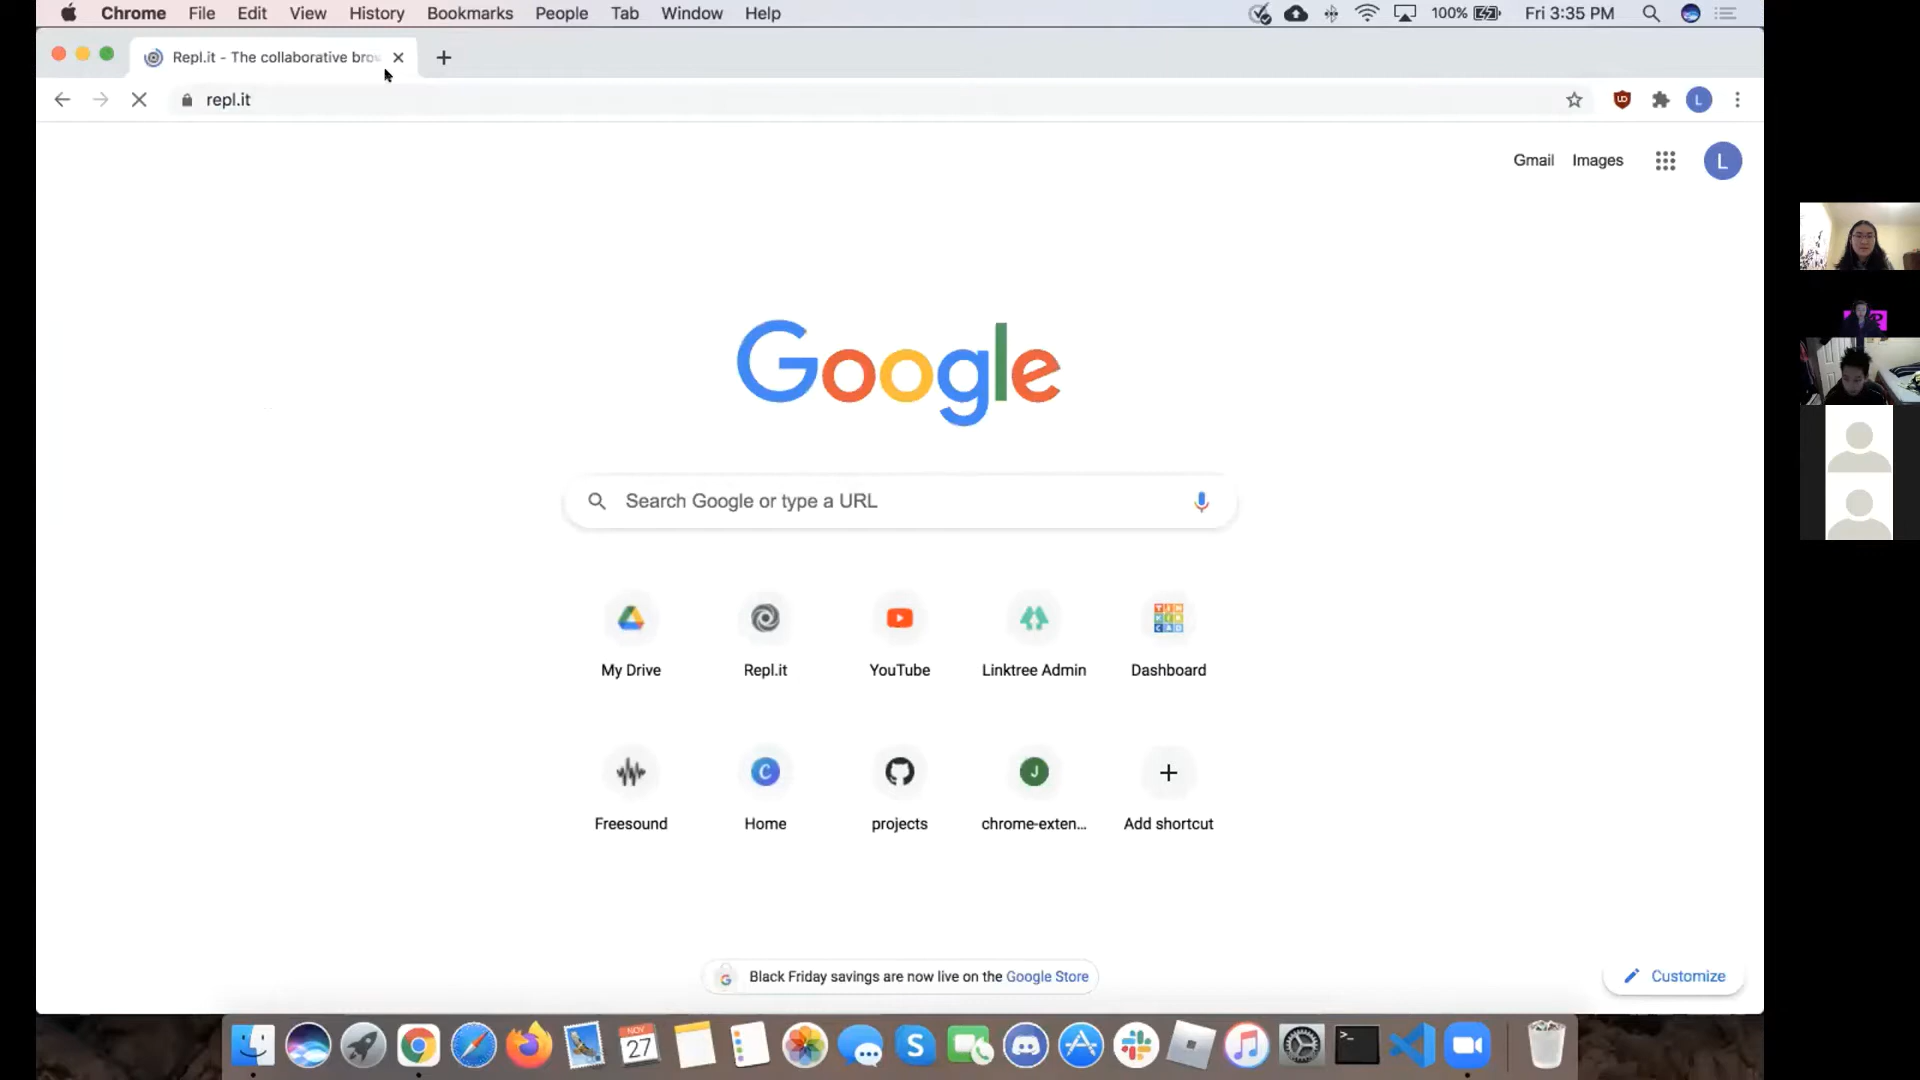 Chrome File Edit View History Bookmarks People Tab Window Help 100% Fri 3:35 PM
Repl.it - The collaborative brow
repl.it L
Gmail Images L
Google
Search Google or type a URL
My Drive Repl.it YouTube Linktree Admin Dashboard
C J
Freesound Home projects chrome-exten... Add shortcut
G Black Friday savings are now live on the Google Store
Customize
NOV
27
S